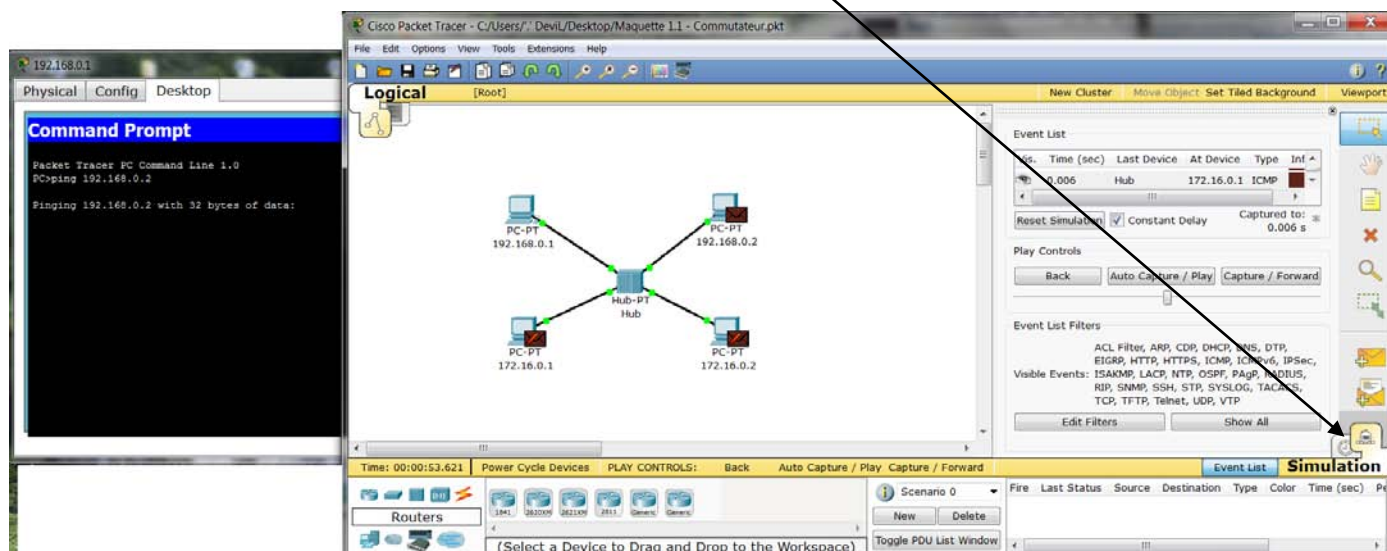 192.168.0.1
Physical Config Desktop
Command Prompt
Packet Tracer PC Command Line 1.0
PC>ping 192.168.0.2
Pinging 192.168.0.2 with 32 bytes of data:
Cisco Packet Tracer - C:/Users/','DeviL/Desktop/Maquette 1.1 - Commutateur.pkt
File Edit Options View Tools Extensions Help
Logical [Root] New Cluster Move Object Set Tiled Background Viewport
PC-PT
192.168.0.1
PC-PT
192.168.0.2
Hub-PT
Hub
PC-PT
172.16.0.1
PC-PT
172.16.0.2
Event List
Vis. Time (sec) Last Device At Device Type Inf
0.006 Hub 172.16.0.1 ICMP
Reset Simulation Constant Delay Captured to:
0.006 s
Play Controls
Back Auto Capture / Play Capture / Forward
Event List Filters
ACL Filter, ARP, CDP, DHCP, DNS, DTP,
EIGRP, HTTP, HTTPS, ICMP, ICMPv6, IPSec,
Visible Events: ISAKMP, LACP, NTP, OSPF, PAgP, RADIUS,
RIP, SNMP, SSH, STP, SYSLOG, TACACS,
TCP, TFTP, Telnet, UDP, VTP
Edit Filters Show All
Time: 00:00:53.621 Power Cycle Devices PLAY CONTROLS: Back Auto Capture / Play Capture / Forward Event List Simulation
Routers
1841 2620XM 2621XM 2811 Generic Generic
(Select a Device to Drag and Drop to the Workspace)
Scenario 0
New Delete
Toggle PDU List Window
Fire Last Status Source Destination Type Color Time (sec) Pe